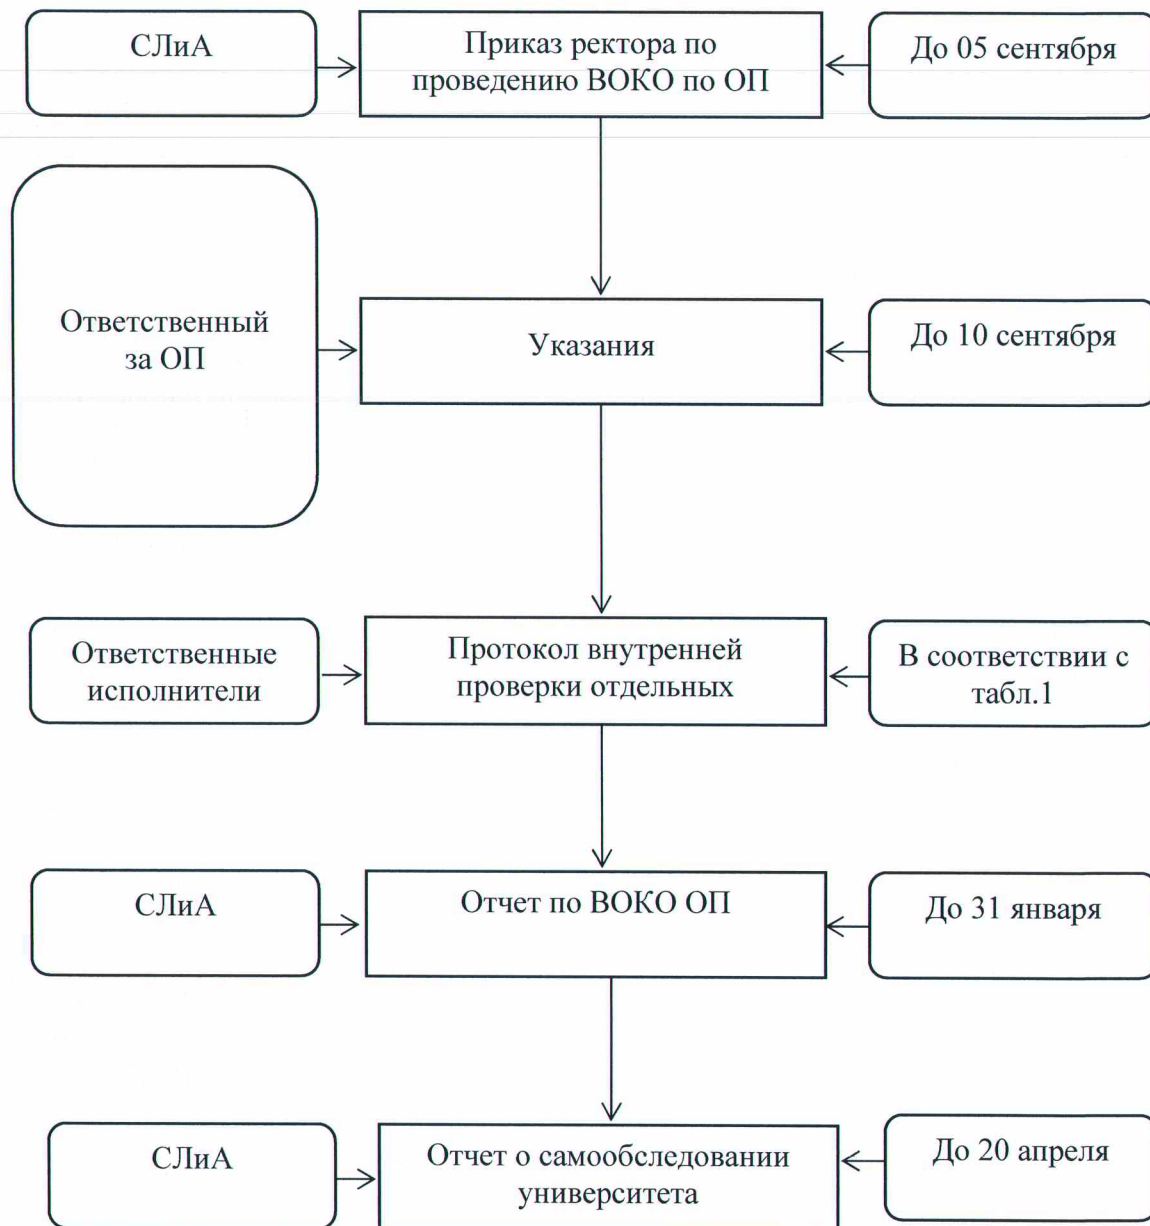 СЛиА
Приказ ректора по
проведению ВОКО по ОП
До 05 сентября
Ответственный
за ОП
Указания
До 10 сентября
Ответственные
исполнители
Протокол внутренней
проверки отдельных
В соответствии с
табл.1
СЛиА
Отчет по ВОКО ОП
До 31 января
СЛиА
Отчет о самообследовании
университета
До 20 апреля